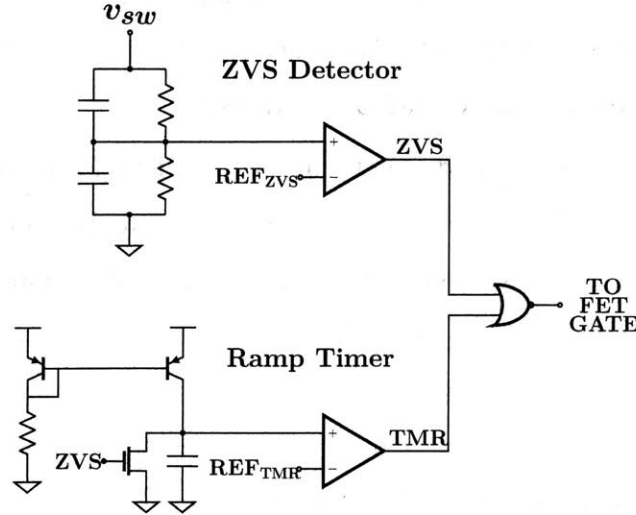 v_sw
ZVS Detector
+
ZVS
REF_ZVS
−
TO
FET
GATE
Ramp Timer
+
TMR
ZVS
REF_TMR
−